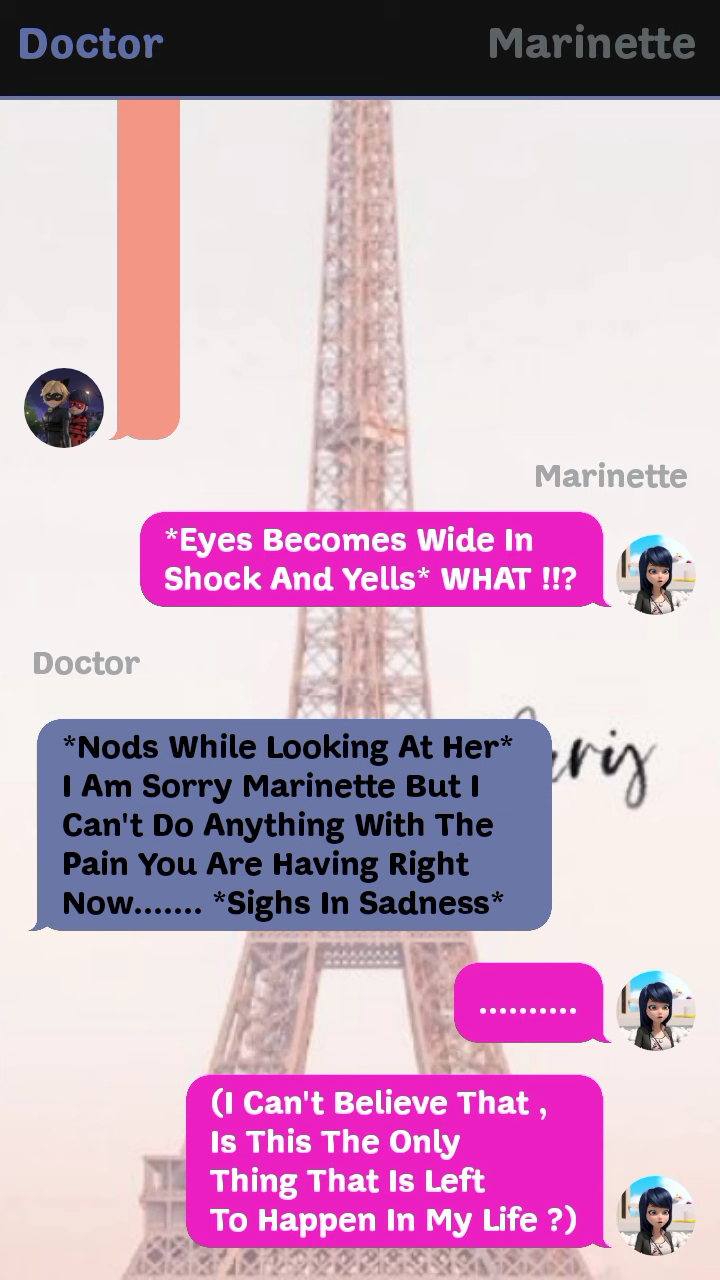 Doctor
Marinette
Marinette
*Eyes Becomes Wide In
Shock And Yells* WHAT !!?
Doctor
*Nods While Looking At Her*
I Am Sorry Marinette But I
Can't Do Anything With The
Pain You Are Having Right
Now....... *Sighs In Sadness*
..........
(I Can't Believe That ,
Is This The Only
Thing That Is Left
To Happen In My Life ?)